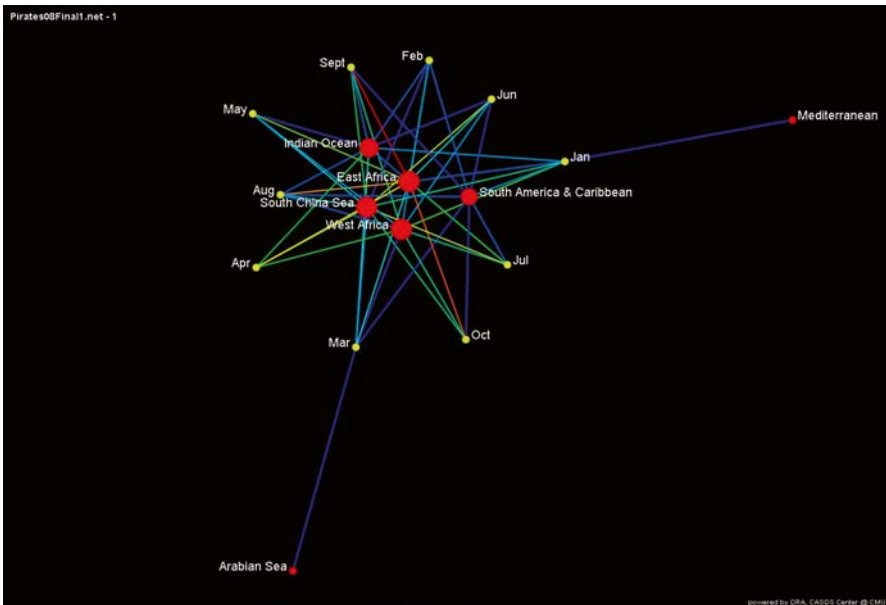 Pirates08Final1.net - 1
Feb
Sept
Jun
May
Mediterranean
Indian Ocean
Jan
East Africa
Aug
South America & Caribbean
South China Sea
West Africa
Jul
Apr
Oct
Mar
Arabian Sea
powered by ORA, CASOS Center @ CMU